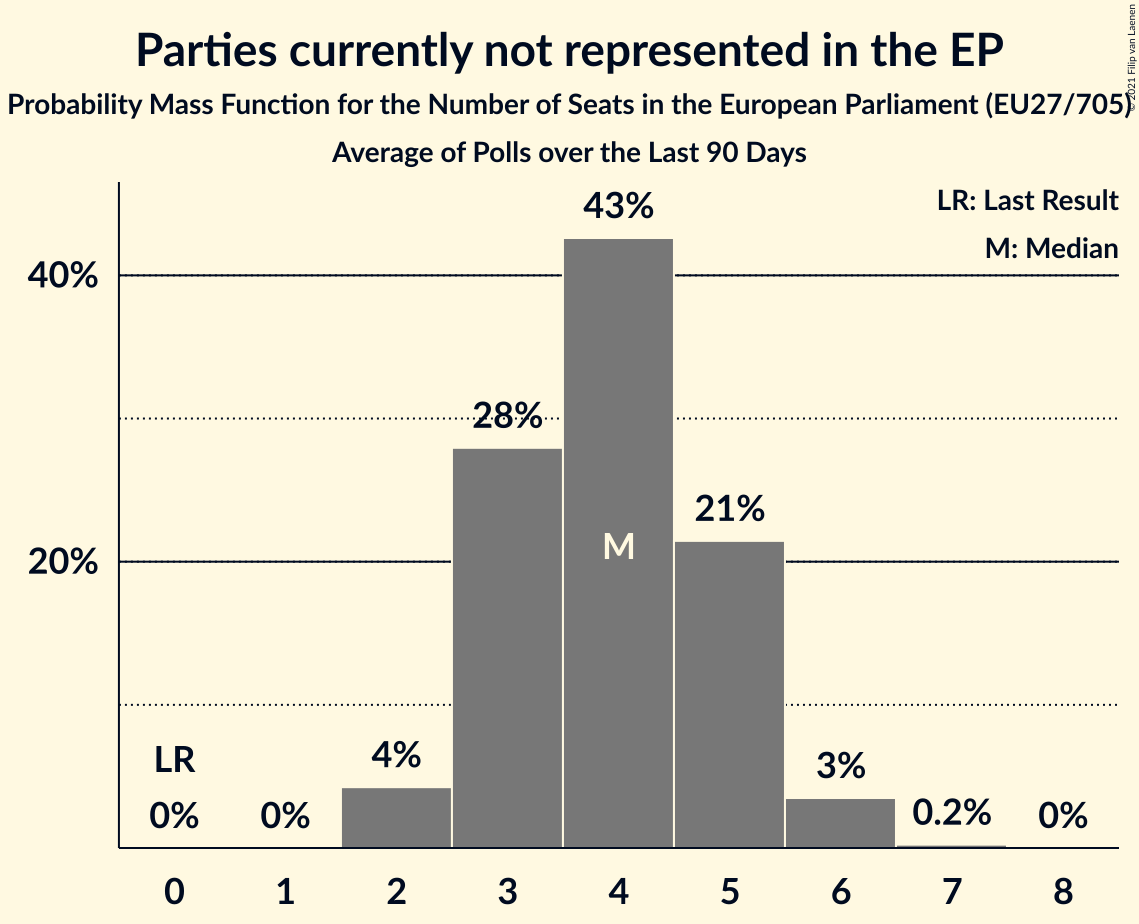 Parties currently not represented in the EP
Probability Mass Function for the Number of Seats in the European Parliament (EU27/705)
Average of Polls over the Last 90 Days
© 2021 Filip van Laenen
LR: Last Result
M: Median
43%
40%
28%
21%
M
20%
LR
4%
3%
0%
0%
0.2%
0%
0 1 2 3 4 5 6 7 8